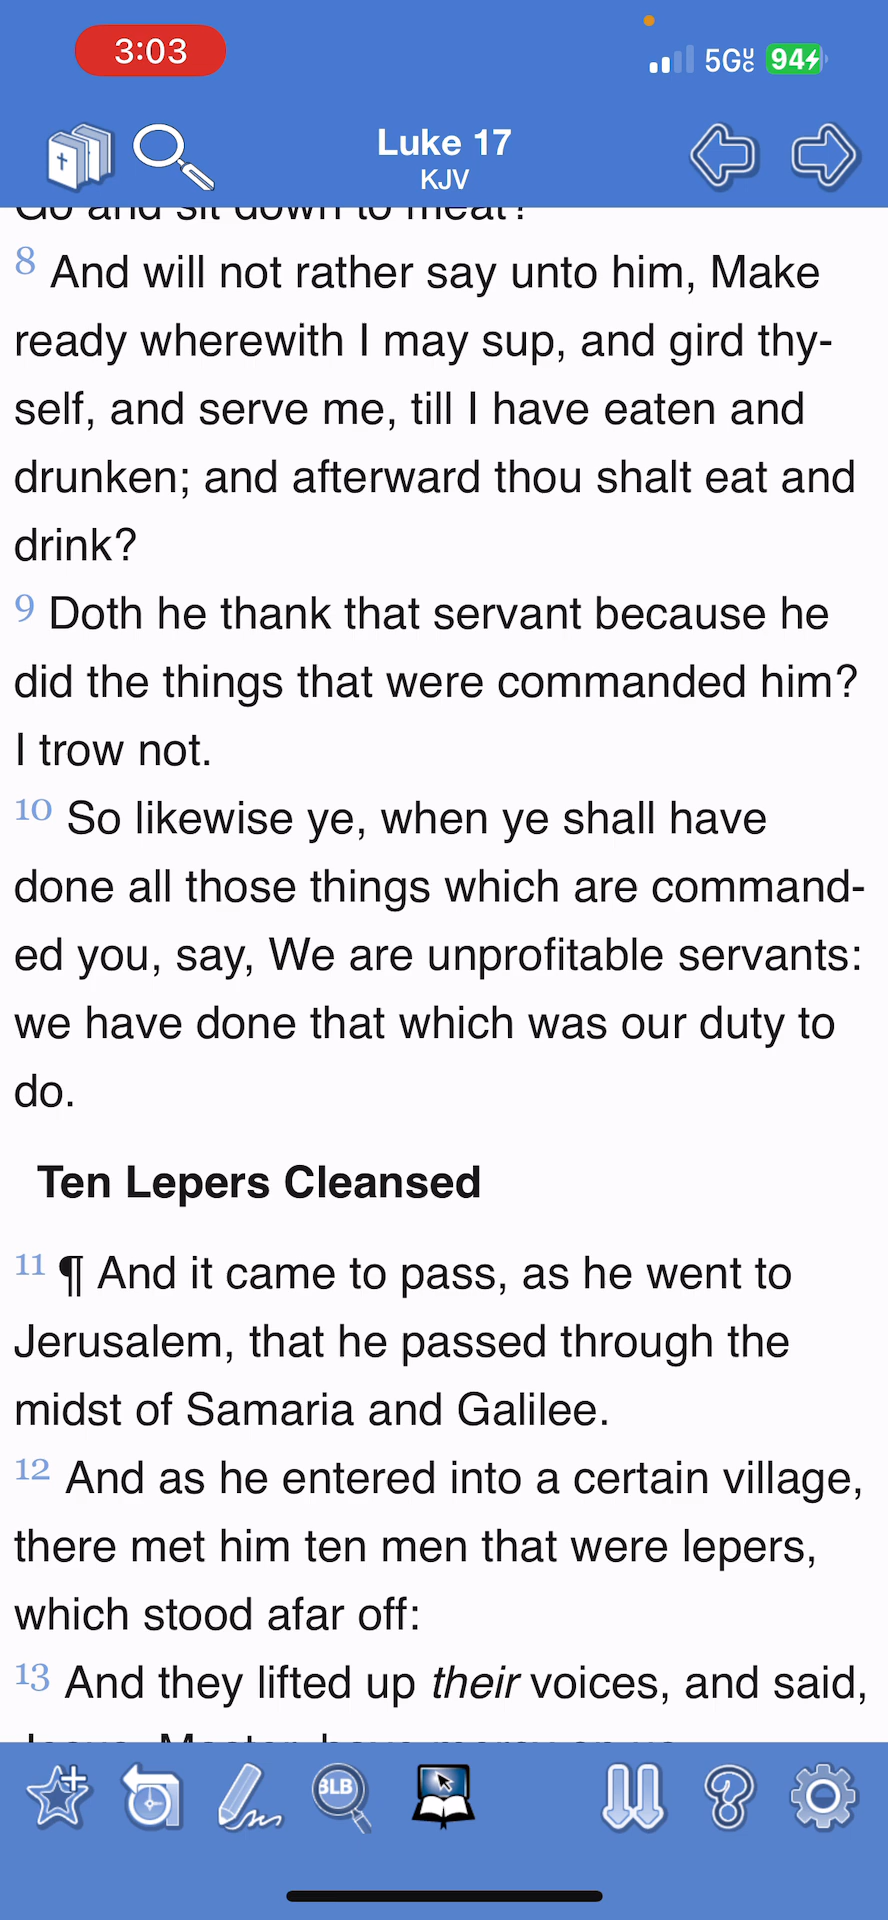 3:03
5G UC 94
Luke 17
KJV
Go and sit down to meat?
8 And will not rather say unto him, Make
ready wherewith I may sup, and gird thy-
self, and serve me, till I have eaten and
drunken; and afterward thou shalt eat and
drink?
9 Doth he thank that servant because he
did the things that were commanded him?
I trow not.
10 So likewise ye, when ye shall have
done all those things which are command-
ed you, say, We are unprofitable servants:
we have done that which was our duty to
do.
Ten Lepers Cleansed
11 ¶ And it came to pass, as he went to
Jerusalem, that he passed through the
midst of Samaria and Galilee.
12 And as he entered into a certain village,
there met him ten men that were lepers,
which stood afar off:
13 And they lifted up their voices, and said,
BLB